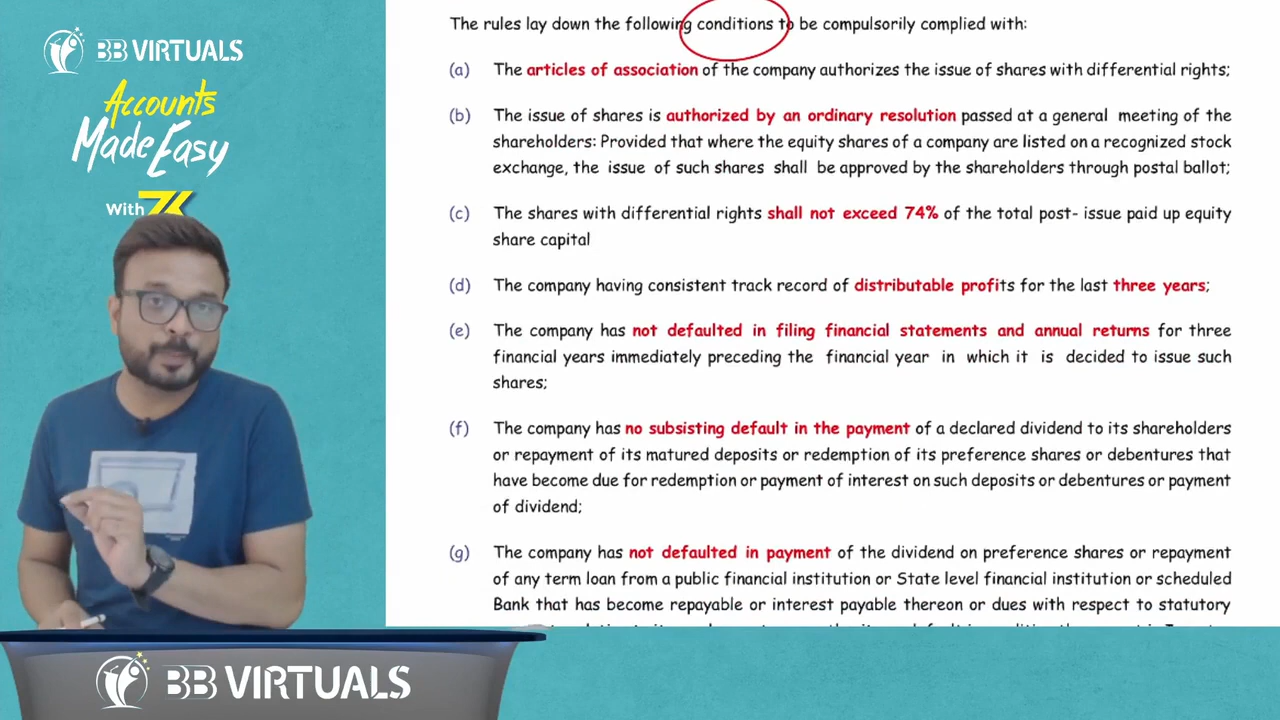 BB VIRTUALS
Accounts
Made Easy
With
The rules lay down the following conditions to be compulsorily complied with:
(a) The articles of association of the company authorizes the issue of shares with differential rights;
(b) The issue of shares is authorized by an ordinary resolution passed at a general meeting of the
shareholders: Provided that where the equity shares of a company are listed on a recognized stock
exchange, the issue of such shares shall be approved by the shareholders through postal ballot;
(c) The shares with differential rights shall not exceed 74% of the total post- issue paid up equity
share capital
(d) The company having consistent track record of distributable profits for the last three years;
(e) The company has not defaulted in filing financial statements and annual returns for three
financial years immediately preceding the financial year in which it is decided to issue such
shares;
(f) The company has no subsisting default in the payment of a declared dividend to its shareholders
or repayment of its matured deposits or redemption of its preference shares or debentures that
have become due for redemption or payment of interest on such deposits or debentures or payment
of dividend;
(g) The company has not defaulted in payment of the dividend on preference shares or repayment
of any term loan from a public financial institution or State level financial institution or scheduled
Bank that has become repayable or interest payable thereon or dues with respect to statutory
BB VIRTUALS